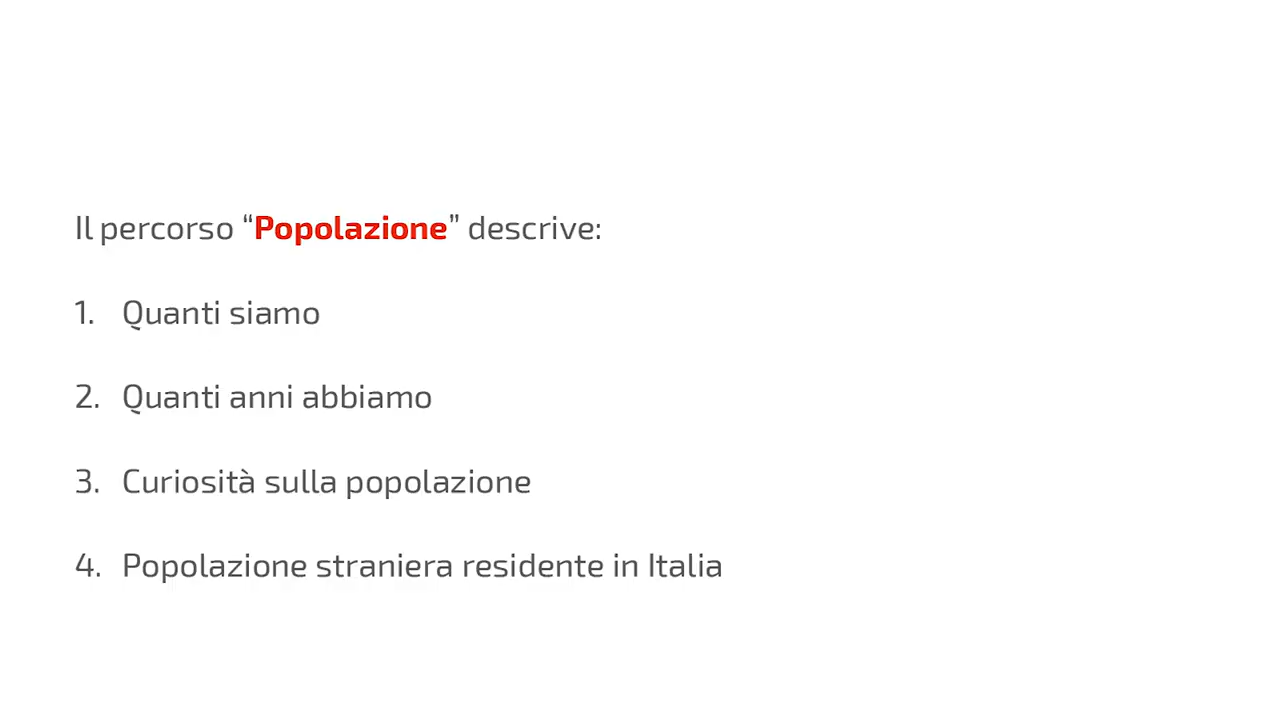 Il percorso “Popolazione” descrive:
1. Quanti siamo
2. Quanti anni abbiamo
3. Curiosità sulla popolazione
4. Popolazione straniera residente in Italia